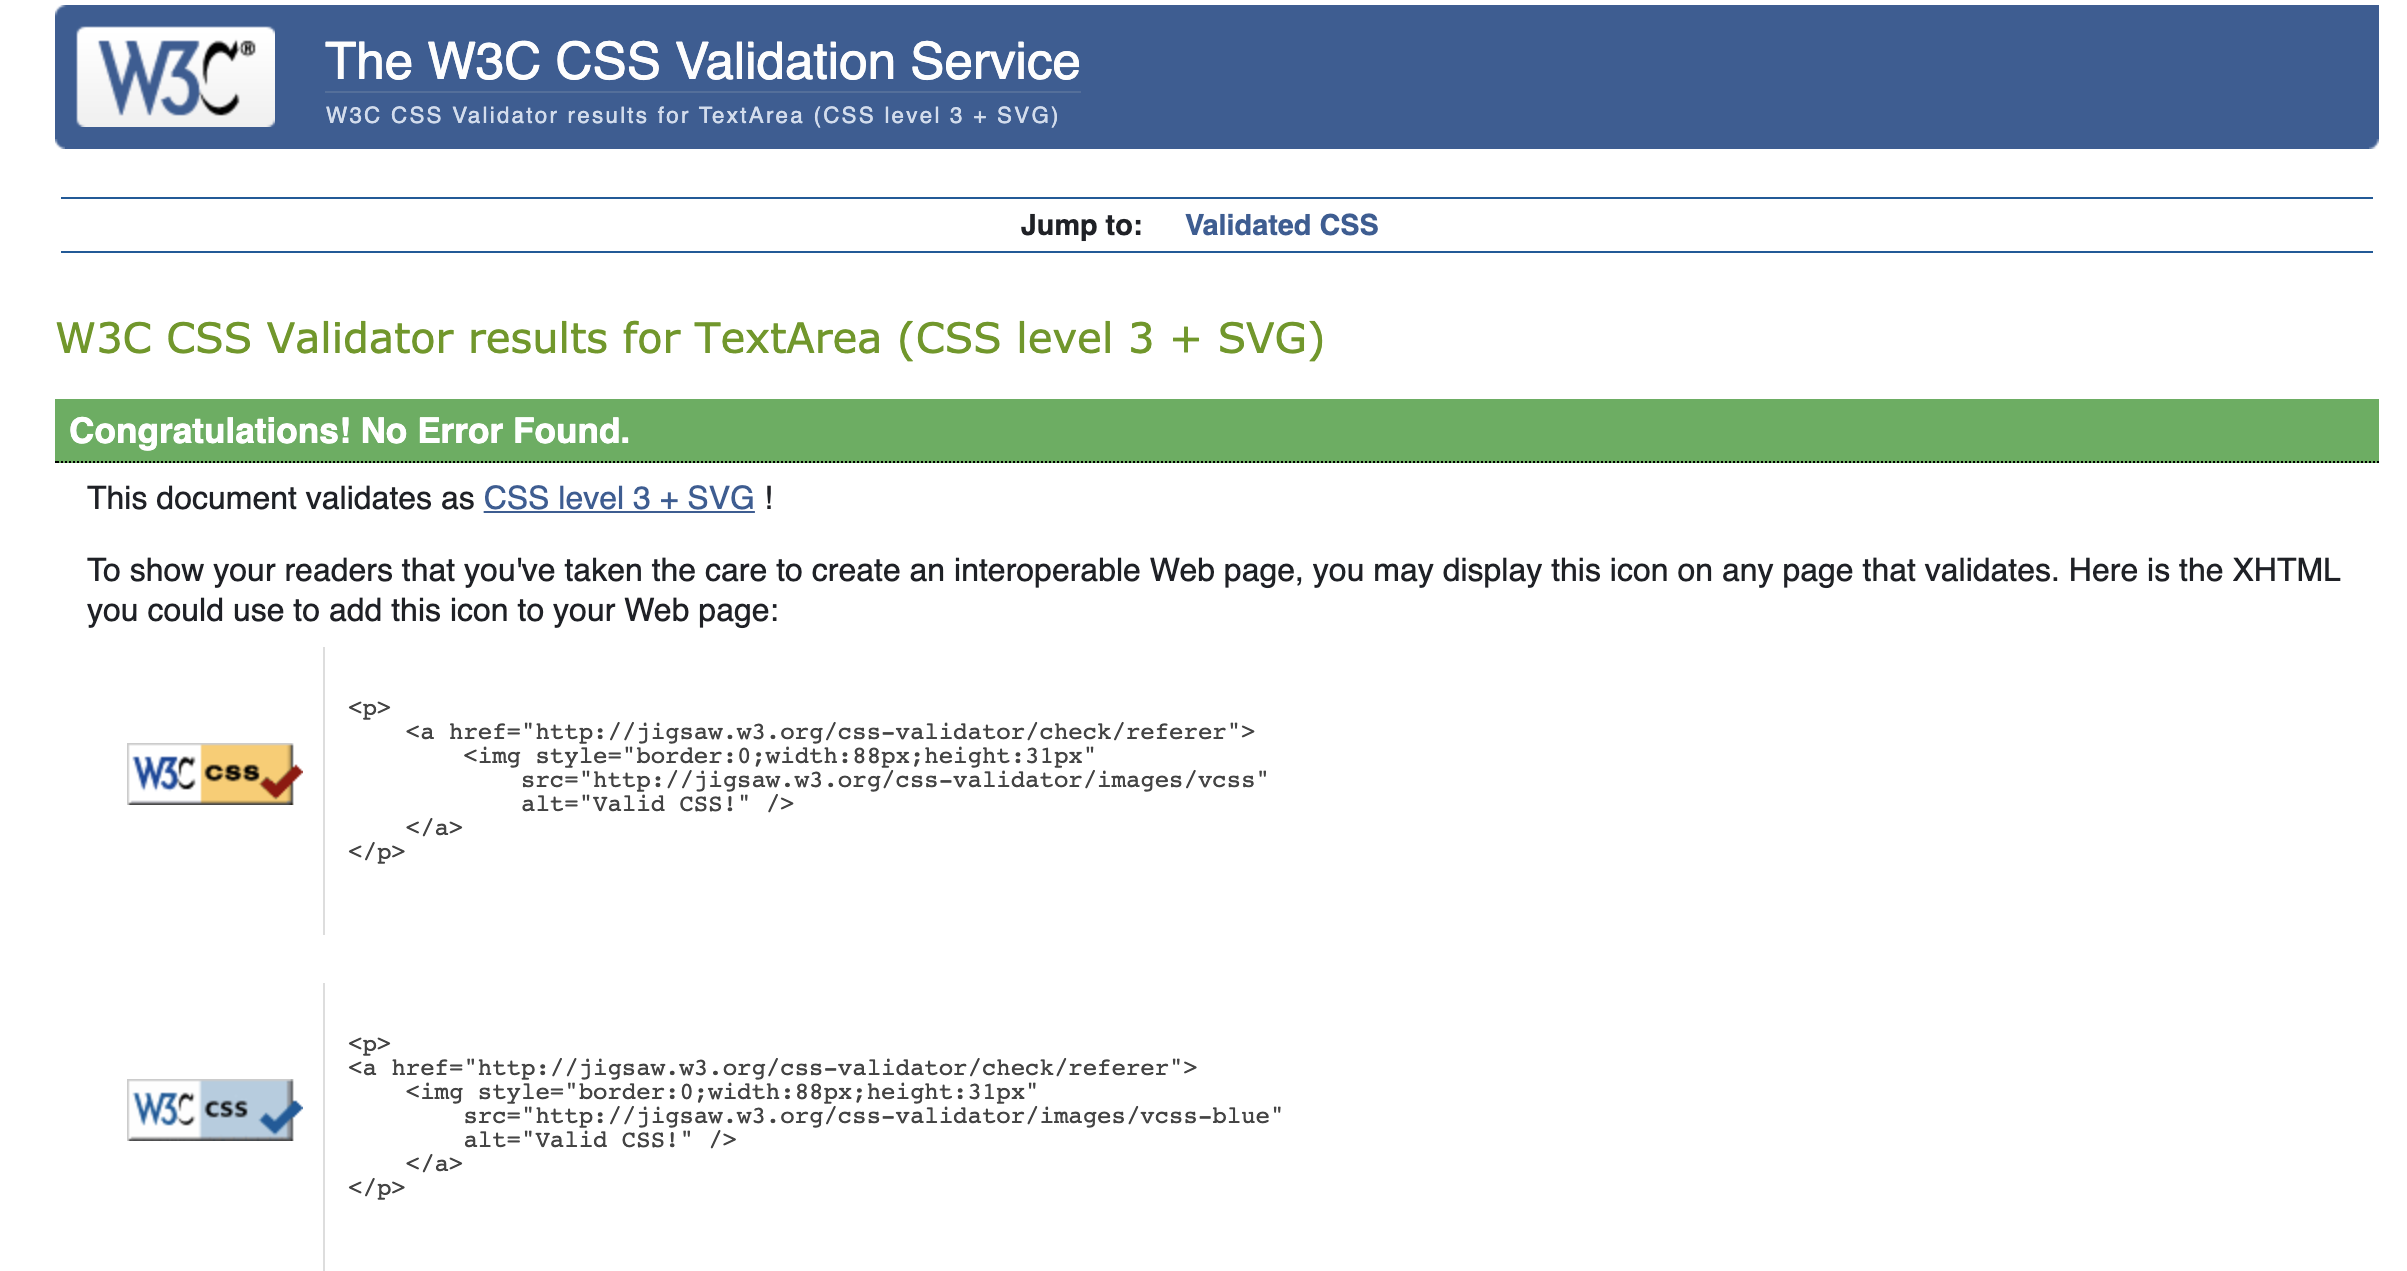 W3C®
The W3C CSS Validation Service
W3C CSS Validator results for TextArea (CSS level 3 + SVG)
Jump to: Validated CSS
W3C CSS Validator results for TextArea (CSS level 3 + SVG)
Congratulations! No Error Found.
This document validates as CSS level 3 + SVG !
To show your readers that you've taken the care to create an interoperable Web page, you may display this icon on any page that validates. Here is the XHTML
you could use to add this icon to your Web page:
W3C css
<p>
    <a href="http://jigsaw.w3.org/css-validator/check/referer">
        <img style="border:0;width:88px;height:31px"
            src="http://jigsaw.w3.org/css-validator/images/vcss"
            alt="Valid CSS!" />
    </a>
</p>
W3C css
<p>
<a href="http://jigsaw.w3.org/css-validator/check/referer">
    <img style="border:0;width:88px;height:31px"
        src="http://jigsaw.w3.org/css-validator/images/vcss-blue"
        alt="Valid CSS!" />
    </a>
</p>